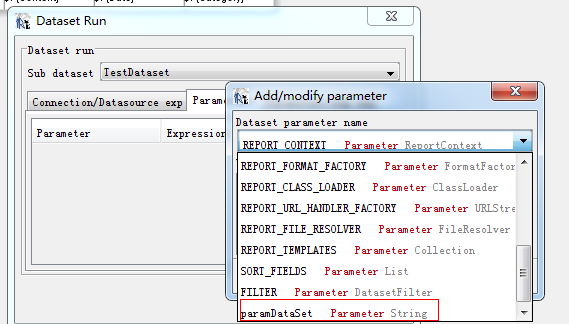 Dataset Run
Dataset run
Sub dataset TestDataset
Connection/Datasource exp
Parameter Expression
Add/modify parameter
Dataset parameter name
REPORT_CONTEXT Parameter ReportContext
REPORT_FORMAT_FACTORY Parameter FormatFactor
REPORT_CLASS_LOADER Parameter ClassLoader
REPORT_URL_HANDLER_FACTORY Parameter URLStre
REPORT_FILE_RESOLVER Parameter FileResolver
REPORT_TEMPLATES Parameter Collection
SORT_FIELDS Parameter List
FILTER Parameter DatasetFilter
paramDataSet Parameter String